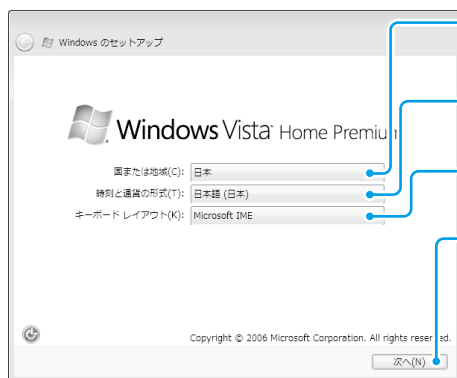 Windows のセットアップ
Windows Vista™ Home Premium
国または地域(C): 日本
時刻と通貨の形式(T): 日本語 (日本)
キーボード レイアウト(K): Microsoft IME
Copyright © 2006 Microsoft Corporation. All rights reserved.
次へ(N)